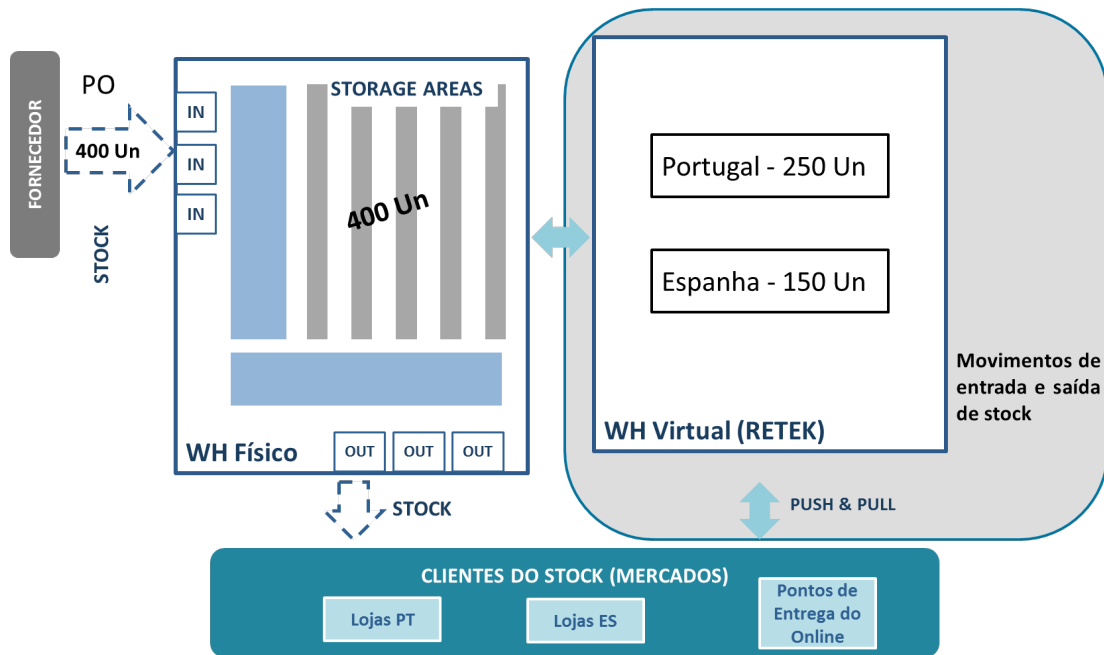 FORNECEDOR
PO
400 Un
STOCK
IN
IN
IN
STORAGE AREAS
400 Un
WH Físico
OUT
OUT
OUT
STOCK
Portugal - 250 Un
Espanha - 150 Un
WH Virtual (RETEK)
Movimentos de
entrada e saída
de stock
PUSH & PULL
CLIENTES DO STOCK (MERCADOS)
Lojas PT
Lojas ES
Pontos de
Entrega do
Online